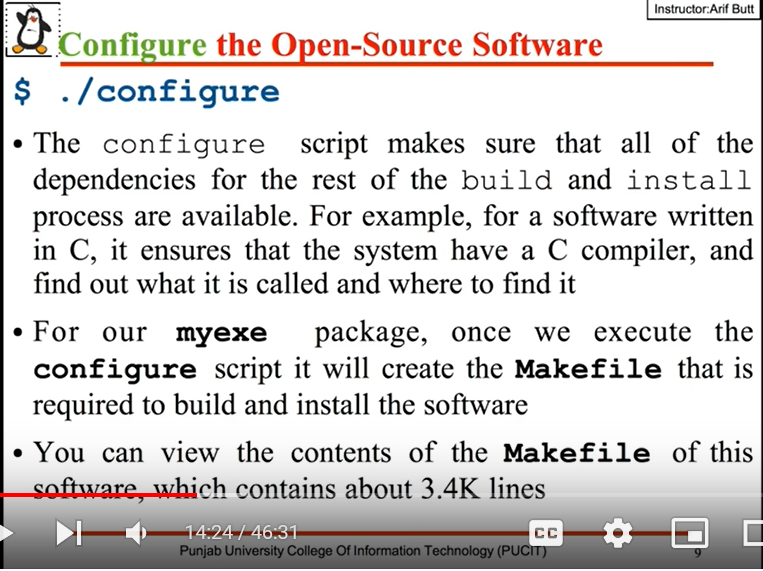 Instructor:Arif Butt
Configure the Open-Source Software
$ ./configure
• The configure script makes sure that all of the
dependencies for the rest of the build and install
process are available. For example, for a software written
in C, it ensures that the system have a C compiler, and
find out what it is called and where to find it
• For our myexe package, once we execute the
configure script it will create the Makefile that is
required to build and install the software
• You can view the contents of the Makefile of this
software, which contains about 3.4K lines
14:24 / 46:31
CC
Punjab University College Of Information Technology (PUCIT)
9